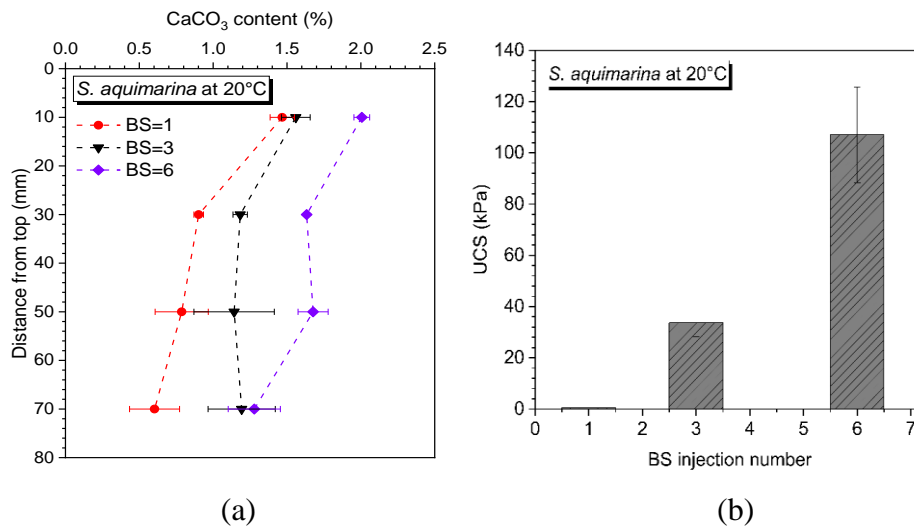 CaCO₃ content (%)
0.0 0.5 1.0 1.5 2.0 2.5
0
10
20
30
40
50
60
70
80
Distance from top (mm)
S. aquimarina at 20°C
BS=1
BS=3
BS=6
(a)
140
120
100
80
60
40
20
0
UCS (kPa)
S. aquimarina at 20°C
0 1 2 3 4 5 6 7
BS injection number
(b)